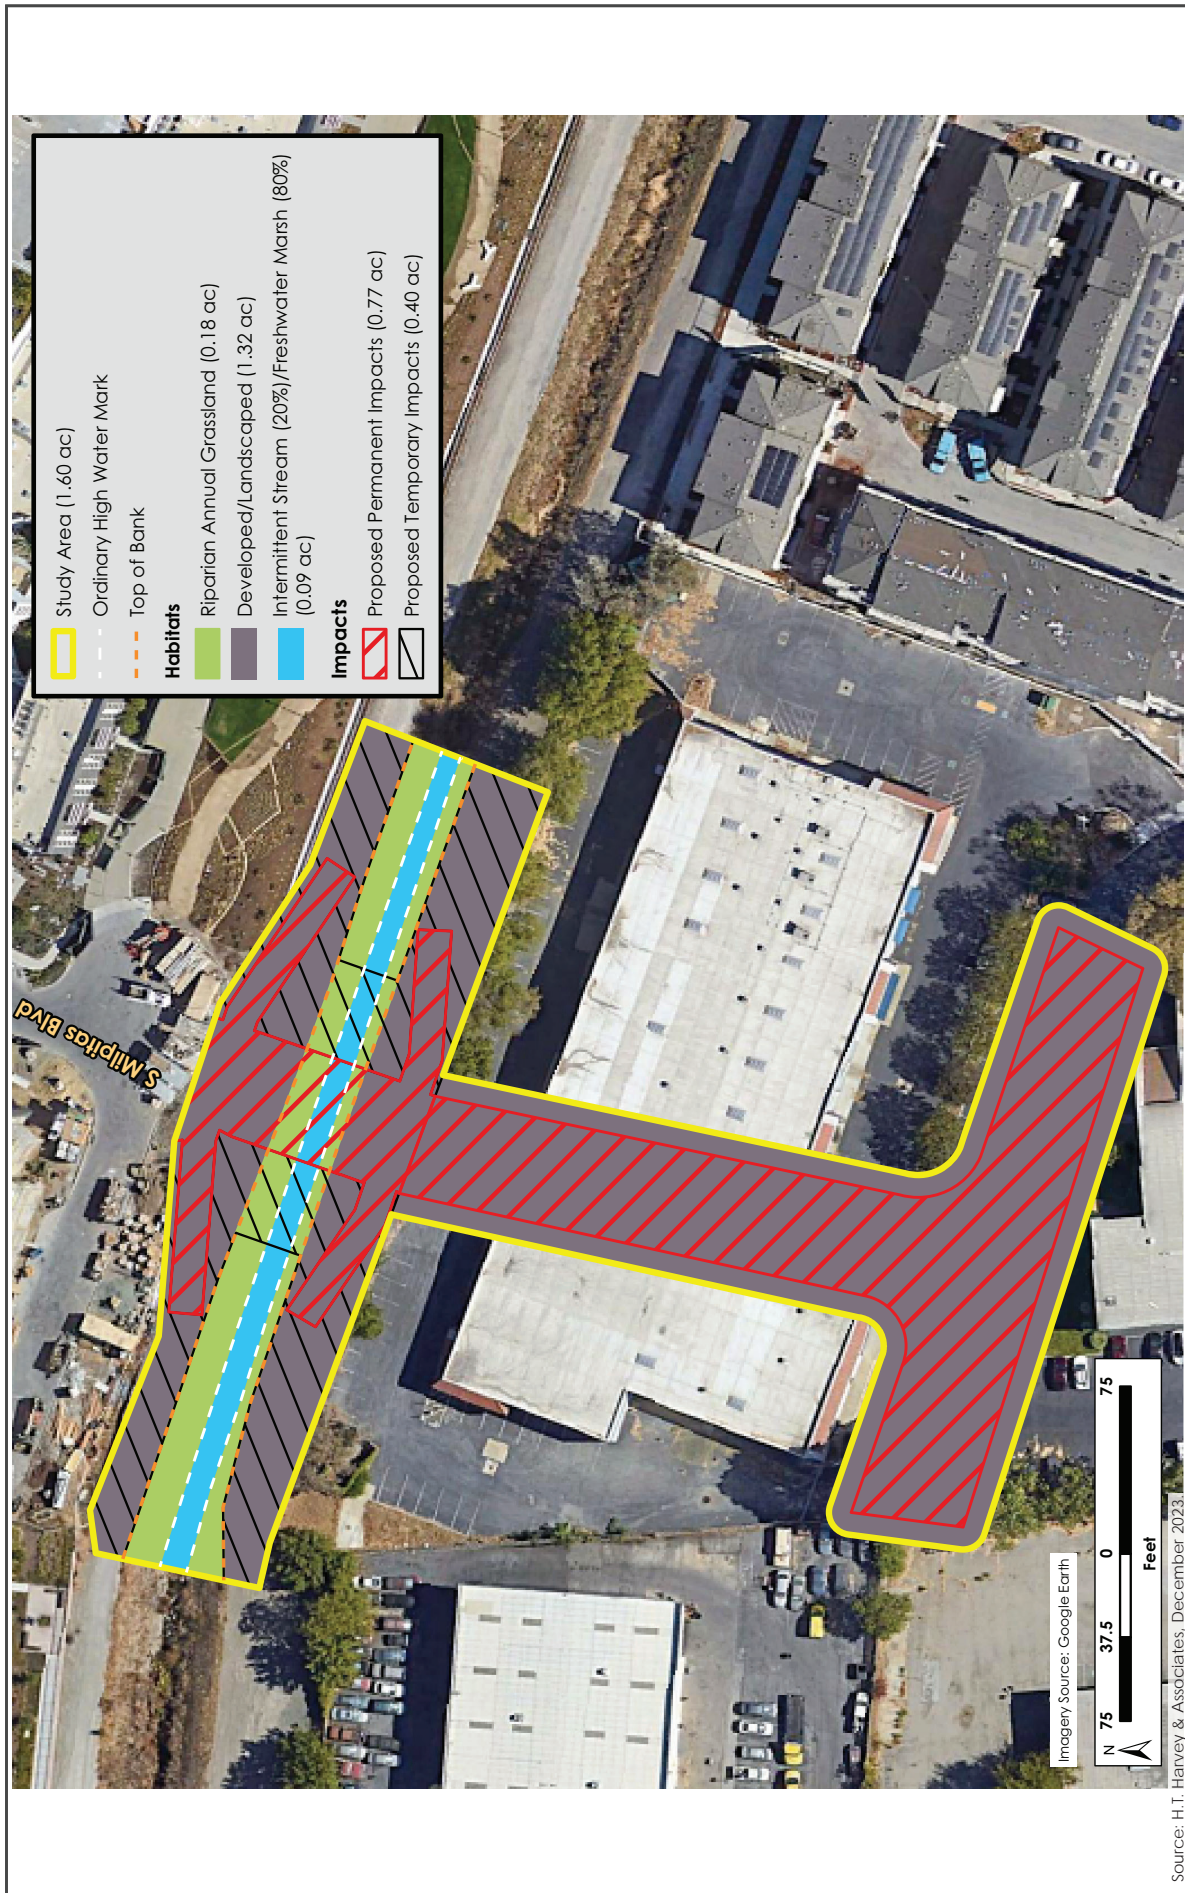 Study Area (1.60 ac)
Ordinary High Water Mark
Top of Bank
Habitats
Riparian Annual Grassland (0.18 ac)
Developed/Landscaped (1.32 ac)
Intermittent Stream (20%)/Freshwater Marsh (80%)
(0.09 ac)
Impacts
Proposed Permanent Impacts (0.77 ac)
Proposed Temporary Impacts (0.40 ac)
S Milpitas Blvd
Imagery Source: Google Earth
N
75 37.5 0 75
Feet
Source: H.T. Harvey & Associates, December 2023.